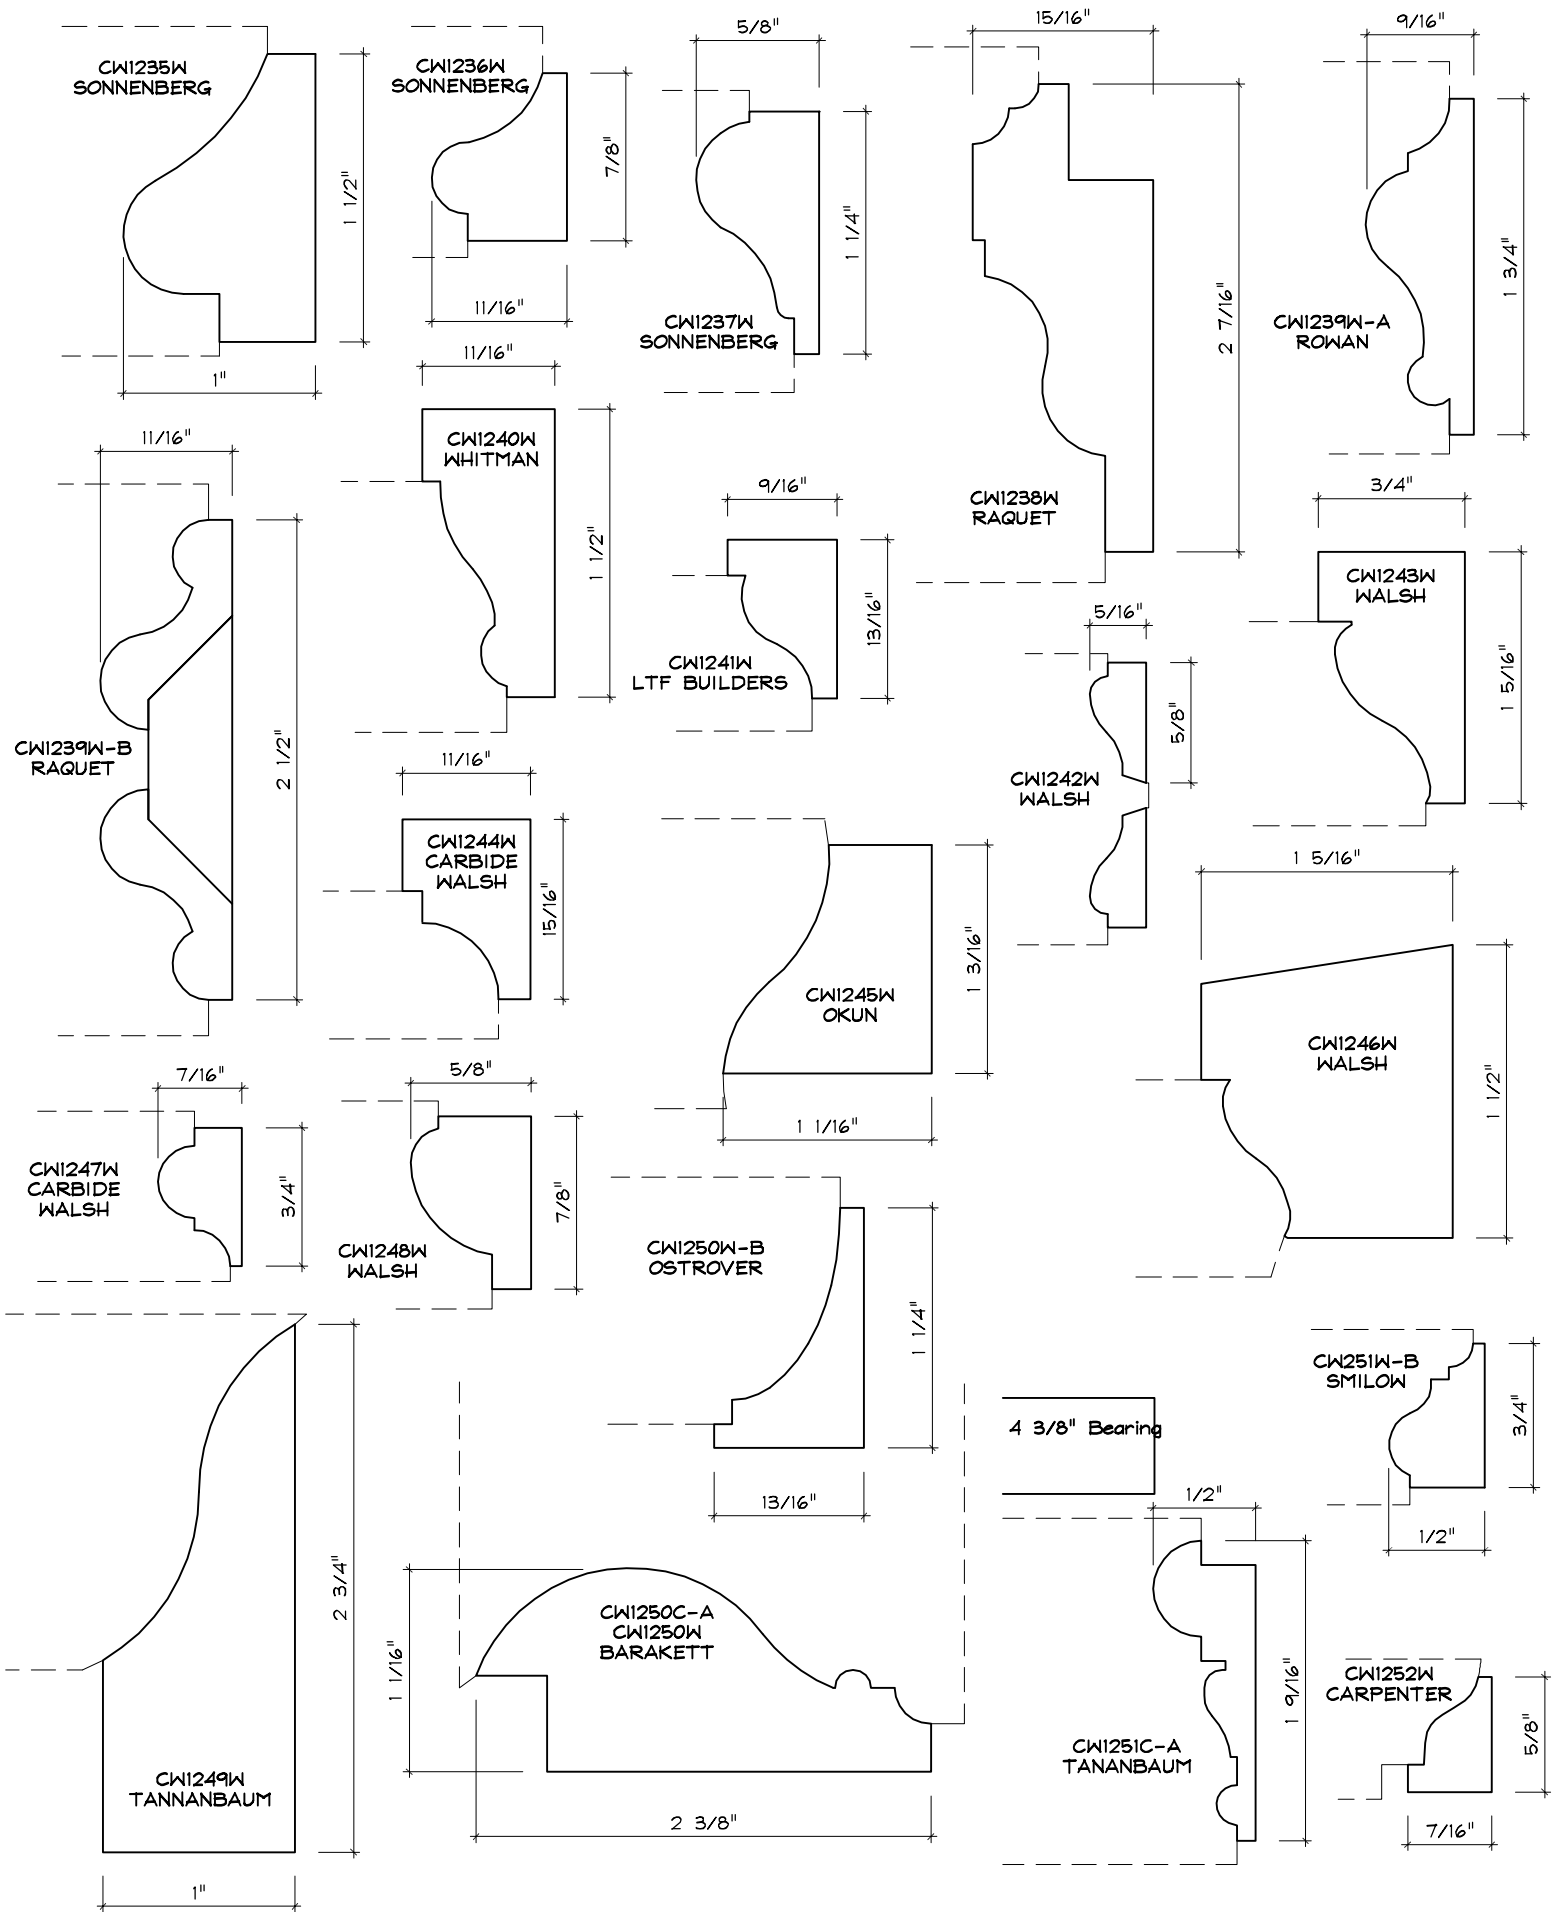 CW1235W
SONNENBERG
1 1/2"
1"
CW1236W
SONNENBERG
7/8"
11/16"
5/8"
1 1/4"
CW1237W
SONNENBERG
15/16"
2 7/16"
CW1238W
RAQUET
9/16"
1 3/4"
CW1239W-A
ROWAN
11/16"
2 1/2"
CW1239W-B
RAQUET
11/16"
CW1240W
WHITMAN
1 1/2"
9/16"
13/16"
CW1241W
LTF BUILDERS
5/16"
5/8"
CW1242W
WALSH
3/4"
CW1243W
WALSH
1 5/16"
11/16"
CW1244W
CARBIDE
WALSH
15/16"
CW1245W
OKUN
1 3/16"
1 1/16"
1 5/16"
CW1246W
WALSH
1 1/2"
7/16"
CW1247W
CARBIDE
WALSH
3/4"
5/8"
CW1248W
WALSH
7/8"
CW1250W-B
OSTROVER
1 1/4"
13/16"
2 3/4"
CW1249W
TANNANBAUM
1"
CW1250C-A
CW1250W
BARAKETT
1 1/16"
2 3/8"
4 3/8" Bearing
1/2"
CW1251C-A
TANANBAUM
1 9/16"
CW251W-B
SMILOW
3/4"
1/2"
CW1252W
CARPENTER
5/8"
7/16"